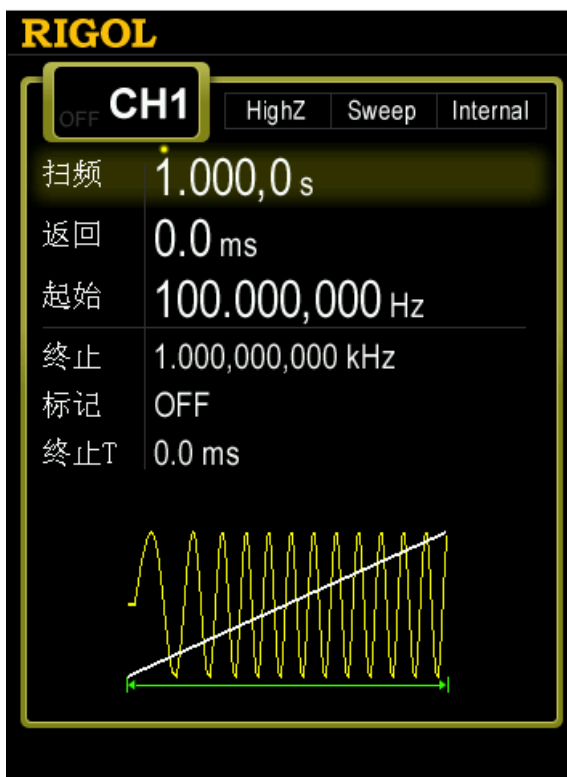 RIGOL
OFF CH1 HighZ Sweep Internal
扫频 1.000,0 s
返回 0.0 ms
起始 100.000,000 Hz
终止 1.000,000,000 kHz
标记 OFF
终止T 0.0 ms